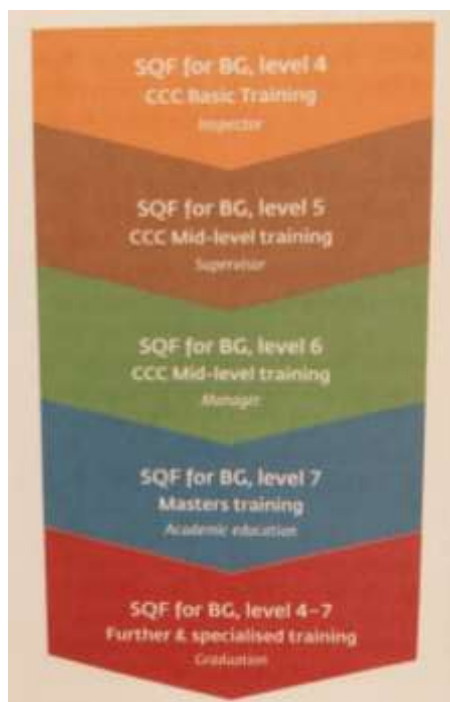 SQF for BG, level 4
CCC Basic Training
Inspector
SQF for BG, level 5
CCC Mid-level training
Supervisor
SQF for BG, level 6
CCC Mid-level training
Manager
SQF for BG, level 7
Masters training
Academic education
SQF for BG, level 4–7
Further & specialised training
Graduation